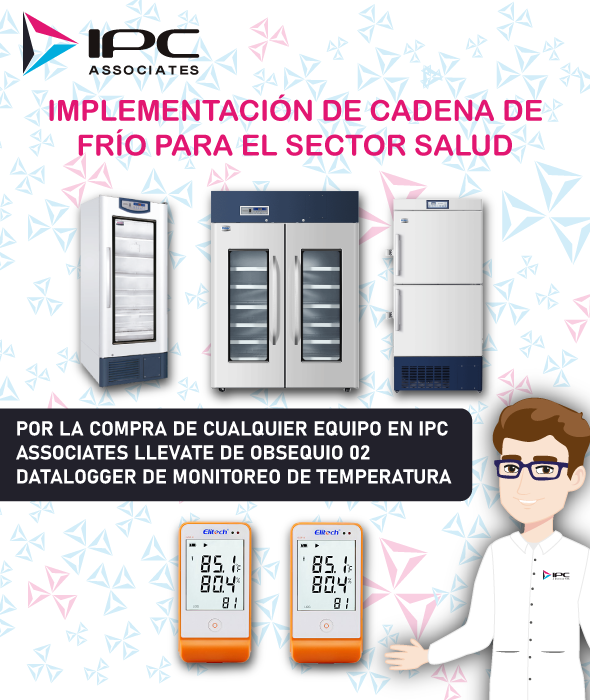 IPC
ASSOCIATES
IMPLEMENTACIÓN DE CADENA DE
FRÍO PARA EL SECTOR SALUD
POR LA COMPRA DE CUALQUIER EQUIPO EN IPC
ASSOCIATES LLEVATE DE OBSEQUIO 02
DATALOGGER DE MONITOREO DE TEMPERATURA
Elitech
85.1
80.4%
81
Elitech
85.1
80.4%
81
IPC
ASSOCIATES